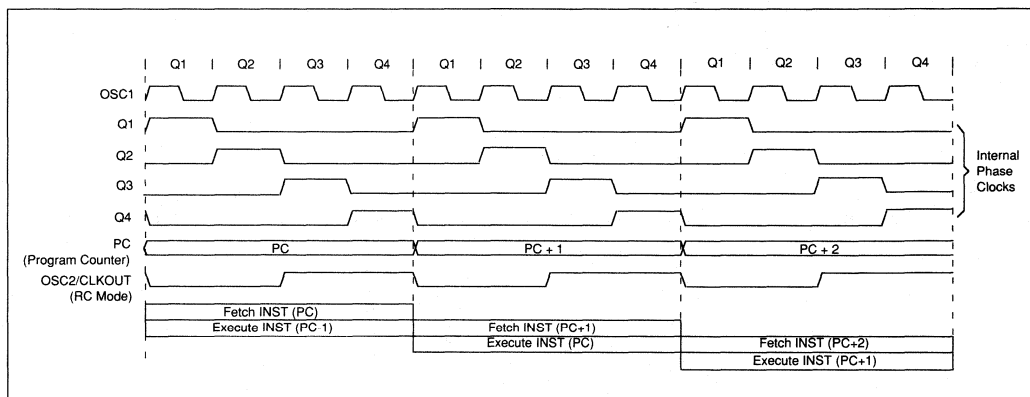 | Q1 | Q2 | Q3 | Q4 | Q1 | Q2 | Q3 | Q4 | Q1 | Q2 | Q3 | Q4 |
OSC1
Q1
Q2
Q3
Q4
Internal
Phase
Clocks
PC
(Program Counter)
PC
PC + 1
PC + 2
OSC2/CLKOUT
(RC Mode)
Fetch INST (PC)
Execute INST (PC-1)
Fetch INST (PC+1)
Execute INST (PC)
Fetch INST (PC+2)
Execute INST (PC+1)